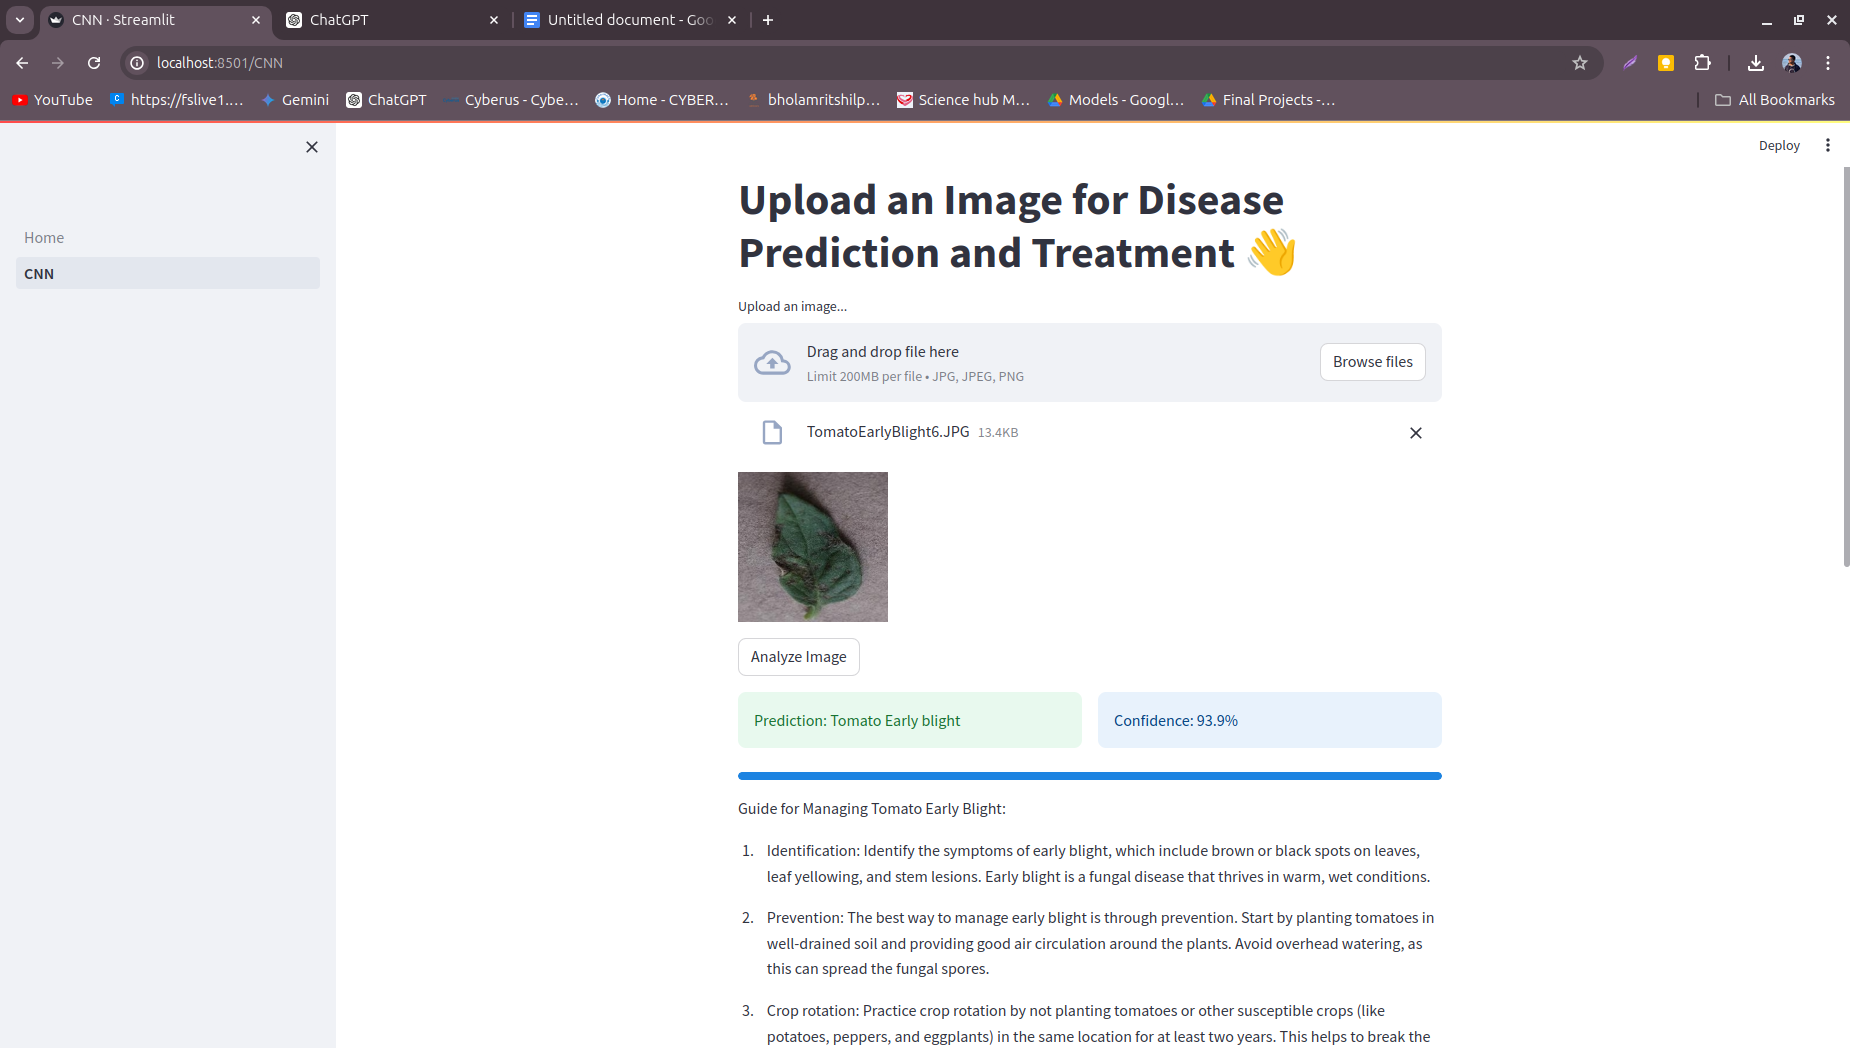 CNN · Streamlit
ChatGPT
Untitled document - Goo
localhost:8501/CNN
YouTube
https://fslive1.…
Gemini
ChatGPT
Cyberus - Cybe…
Home - CYBER…
bholamritshilp…
Science hub M…
Models - Googl…
Final Projects -…
All Bookmarks
Deploy
Home
CNN
Upload an Image for Disease
Prediction and Treatment 👋
Upload an image...
Drag and drop file here
Limit 200MB per file • JPG, JPEG, PNG
Browse files
TomatoEarlyBlight6.JPG 13.4KB
Analyze Image
Prediction: Tomato Early blight
Confidence: 93.9%
Guide for Managing Tomato Early Blight:
1. Identification: Identify the symptoms of early blight, which include brown or black spots on leaves,
leaf yellowing, and stem lesions. Early blight is a fungal disease that thrives in warm, wet conditions.
2. Prevention: The best way to manage early blight is through prevention. Start by planting tomatoes in
well-drained soil and providing good air circulation around the plants. Avoid overhead watering, as
this can spread the fungal spores.
3. Crop rotation: Practice crop rotation by not planting tomatoes or other susceptible crops (like
potatoes, peppers, and eggplants) in the same location for at least two years. This helps to break the